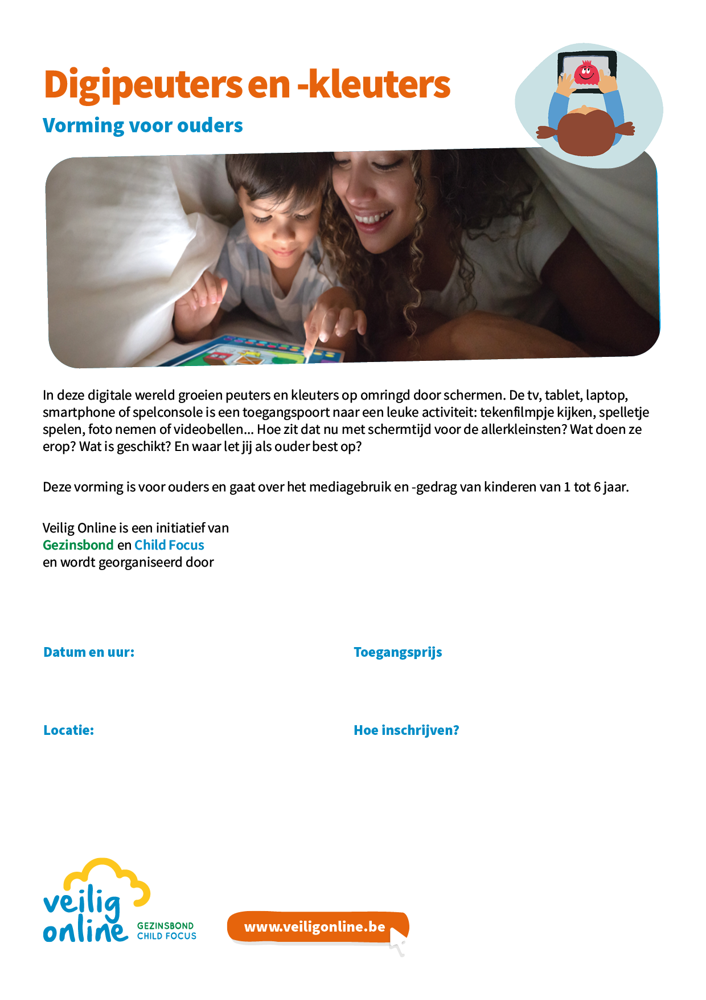 Digipeuters en -kleuters
Vorming voor ouders
In deze digitale wereld groeien peuters en kleuters op omringd door schermen. De tv, tablet, laptop,
smartphone of spelconsole is een toegangspoort naar een leuke activiteit: tekenfilmpje kijken, spelletje
spelen, foto nemen of videobellen... Hoe zit dat nu met schermtijd voor de allerkleinsten? Wat doen ze
erop? Wat is geschikt? En waar let jij als ouder best op?
Deze vorming is voor ouders en gaat over het mediagebruik en -gedrag van kinderen van 1 tot 6 jaar.
Veilig Online is een initiatief van
Gezinsbond en Child Focus
en wordt georganiseerd door
Datum en uur:
Toegangsprijs
Locatie:
Hoe inschrijven?
veilig
online
GEZINSBOND
CHILD FOCUS
www.veiligonline.be